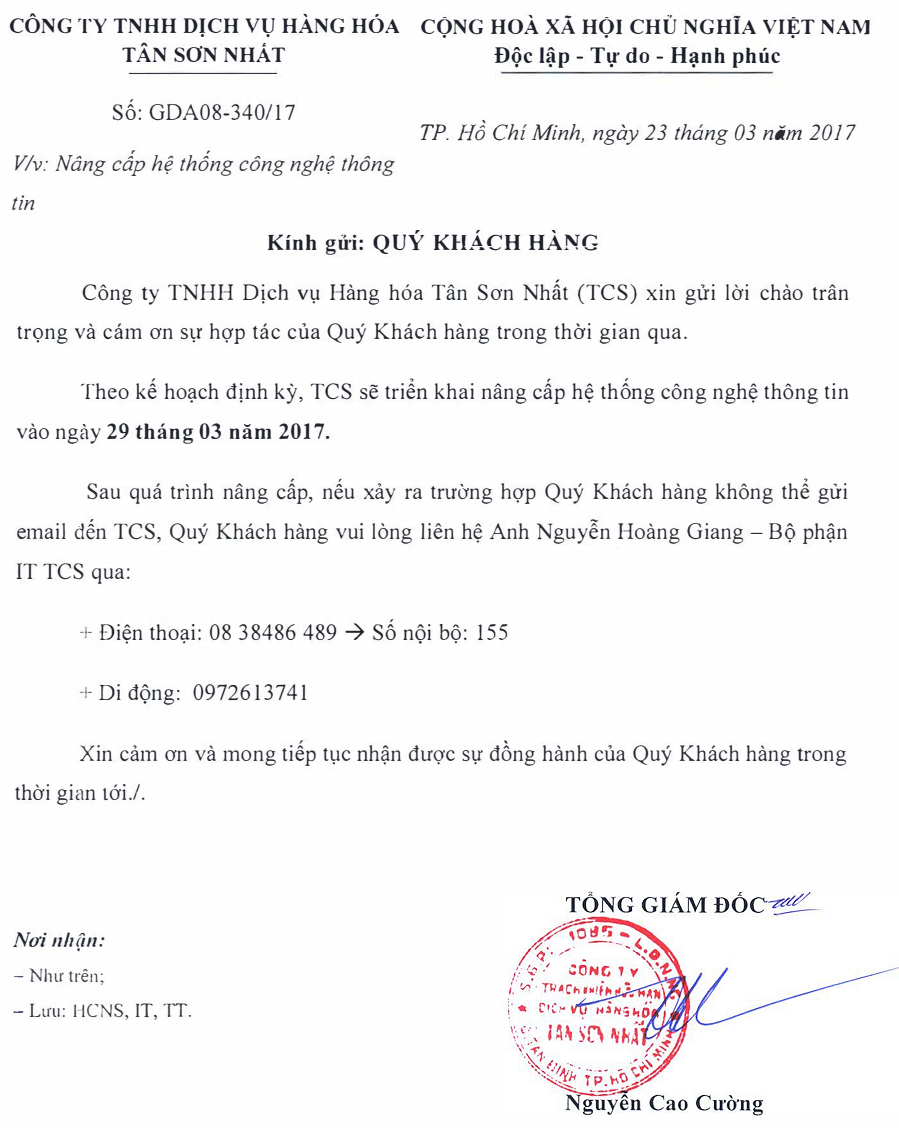 CÔNG TY TNHH DỊCH VỤ HÀNG HÓA
TÂN SƠN NHẤT
CỘNG HOÀ XÃ HỘI CHỦ NGHĨA VIỆT NAM
Độc lập - Tự do - Hạnh phúc
Số: GDA08-340/17
TP. Hồ Chí Minh, ngày 23 tháng 03 năm 2017
V/v: Nâng cấp hệ thống công nghệ thông
tin
Kính gửi: QUÝ KHÁCH HÀNG
Công ty TNHH Dịch vụ Hàng hóa Tân Sơn Nhất (TCS) xin gửi lời chào trân
trọng và cám ơn sự hợp tác của Quý Khách hàng trong thời gian qua.
Theo kế hoạch định kỳ, TCS sẽ triển khai nâng cấp hệ thống công nghệ thông tin
vào ngày 29 tháng 03 năm 2017.
Sau quá trình nâng cấp, nếu xảy ra trường hợp Quý Khách hàng không thể gửi
email đến TCS, Quý Khách hàng vui lòng liên hệ Anh Nguyễn Hoàng Giang – Bộ phận
IT TCS qua:
+ Điện thoại: 08 38486 489 → Số nội bộ: 155
+ Di động: 0972613741
Xin cảm ơn và mong tiếp tục nhận được sự đồng hành của Quý Khách hàng trong
thời gian tới./.
TỔNG GIÁM ĐỐC
Nơi nhận:
– Như trên;
– Lưu: HCNS, IT, TT.
S.G.P: 1085 - L.Đ.N.N
CÔNG TY
TRÁCH NHIỆM HỮU HẠN
DỊCH VỤ HÀNG HÓA
TÂN SƠN NHẤT
TÂN BÌNH TP.HỒ CHÍ MINH
Nguyễn Cao Cường